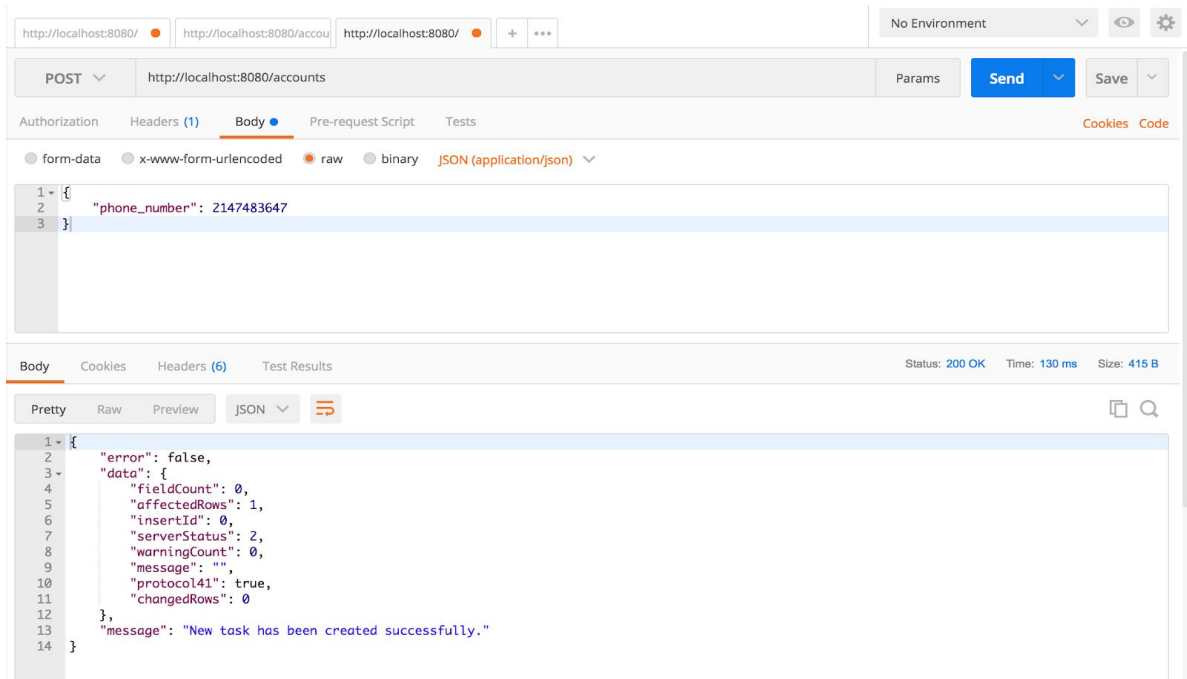 http://localhost:8080/ http://localhost:8080/accou http://localhost:8080/ + ••• No Environment
POST http://localhost:8080/accounts Params Send Save
Authorization Headers (1) Body Pre-request Script Tests Cookies Code
form-data x-www-form-urlencoded raw binary JSON (application/json)
1 {
2 "phone_number": 2147483647
3 }
Body Cookies Headers (6) Test Results Status: 200 OK Time: 130 ms Size: 415 B
Pretty Raw Preview JSON
1 {
2 "error": false,
3 "data": {
4 "fieldCount": 0,
5 "affectedRows": 1,
6 "insertId": 0,
7 "serverStatus": 2,
8 "warningCount": 0,
9 "message": "",
10 "protocol41": true,
11 "changedRows": 0
12 },
13 "message": "New task has been created successfully."
14 }